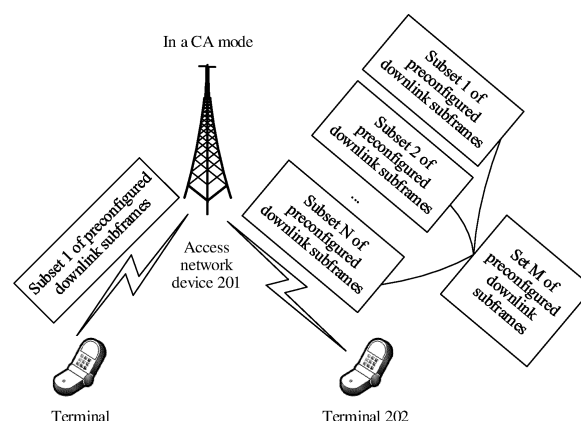 In a CA mode
Subset 1 of
preconfigured
downlink subframes
Subset 2 of
preconfigured
downlink subframes
...
Subset N of
preconfigured
downlink subframes
Set M of
preconfigured
downlink
subframes
Subset 1 of preconfigured
downlink subframes
Access
network
device 201
Terminal
Terminal 202